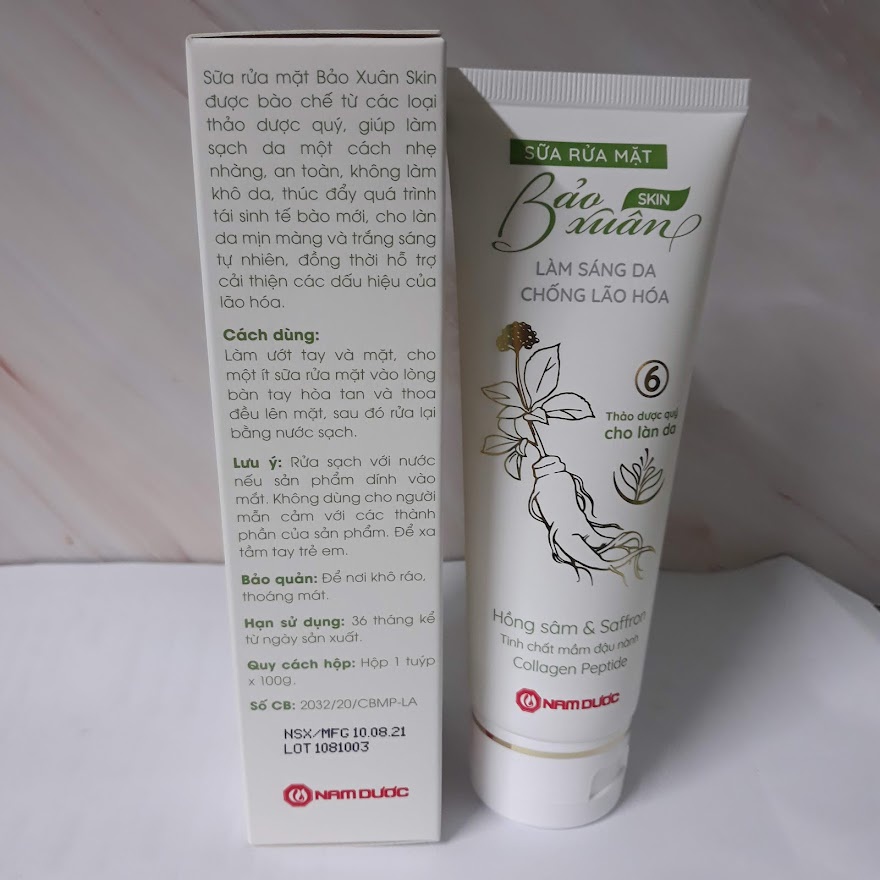 Sữa rửa mặt Bảo Xuân Skin
được bào chế từ các loại
thảo dược quý, giúp làm
sạch da một cách nhẹ
nhàng, an toàn, không làm
khô da, thúc đẩy quá trình
tái sinh tế bào mới, cho làn
da mịn màng và trắng sáng
tự nhiên, đồng thời hỗ trợ
cải thiện các dấu hiệu của
lão hóa.
Cách dùng:
Làm ướt tay và mặt, cho
một ít sữa rửa mặt vào lòng
bàn tay hòa tan và thoa
đều lên mặt, sau đó rửa lại
bằng nước sạch.
Lưu ý: Rửa sạch với nước
nếu sản phẩm dính vào
mắt. Không dùng cho người
mẫn cảm với các thành
phần của sản phẩm. Để xa
tầm tay trẻ em.
Bảo quản: Để nơi khô ráo,
thoáng mát.
Hạn sử dụng: 36 tháng kể
từ ngày sản xuất.
Quy cách hộp: Hộp 1 tuýp
x 100g.
Số CB: 2032/20/CBMP-LA
NSX/MFG 10.08.21
LOT 1081003
NAM DƯỢC
SỮA RỬA MẶT
Bảo xuân SKIN
LÀM SÁNG DA
CHỐNG LÃO HÓA
6
Thảo dược quý
cho làn da
Hồng sâm & Saffron
Tinh chất mầm đậu nành
Collagen Peptide
NAM DƯỢC